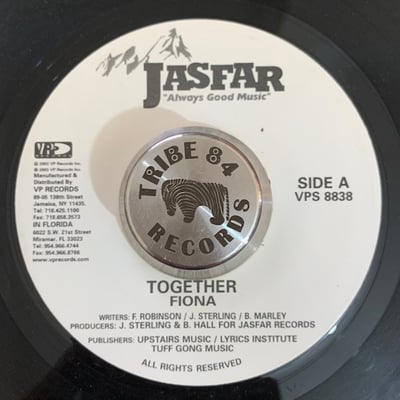 JASFAR
"Always Good Music"
VP
℗ 2002 VP Records Inc.
© 2002 VP Records Inc.
Manufactured &
Distributed By
VP RECORDS
89-05 138th Street
Jamaica, NY 11435.
Tel: 718.425.1100
Fax: 718.658.3573
IN FLORIDA
6022 S.W. 21st Street
Miramar, FL 33023
Tel: 954.966.4744
Fax: 954.966.8766
www.vprecords.com
SIDE A
VPS 8838
TRIBE 84
RECORDS
TOGETHER
FIONA
WRITERS: F. ROBINSON / J. STERLING / B. MARLEY
PRODUCERS: J. STERLING & B. HALL FOR JASFAR RECORDS
PUBLISHERS: UPSTAIRS MUSIC / LYRICS INSTITUTE
TUFF GONG MUSIC
ALL RIGHTS RESERVED